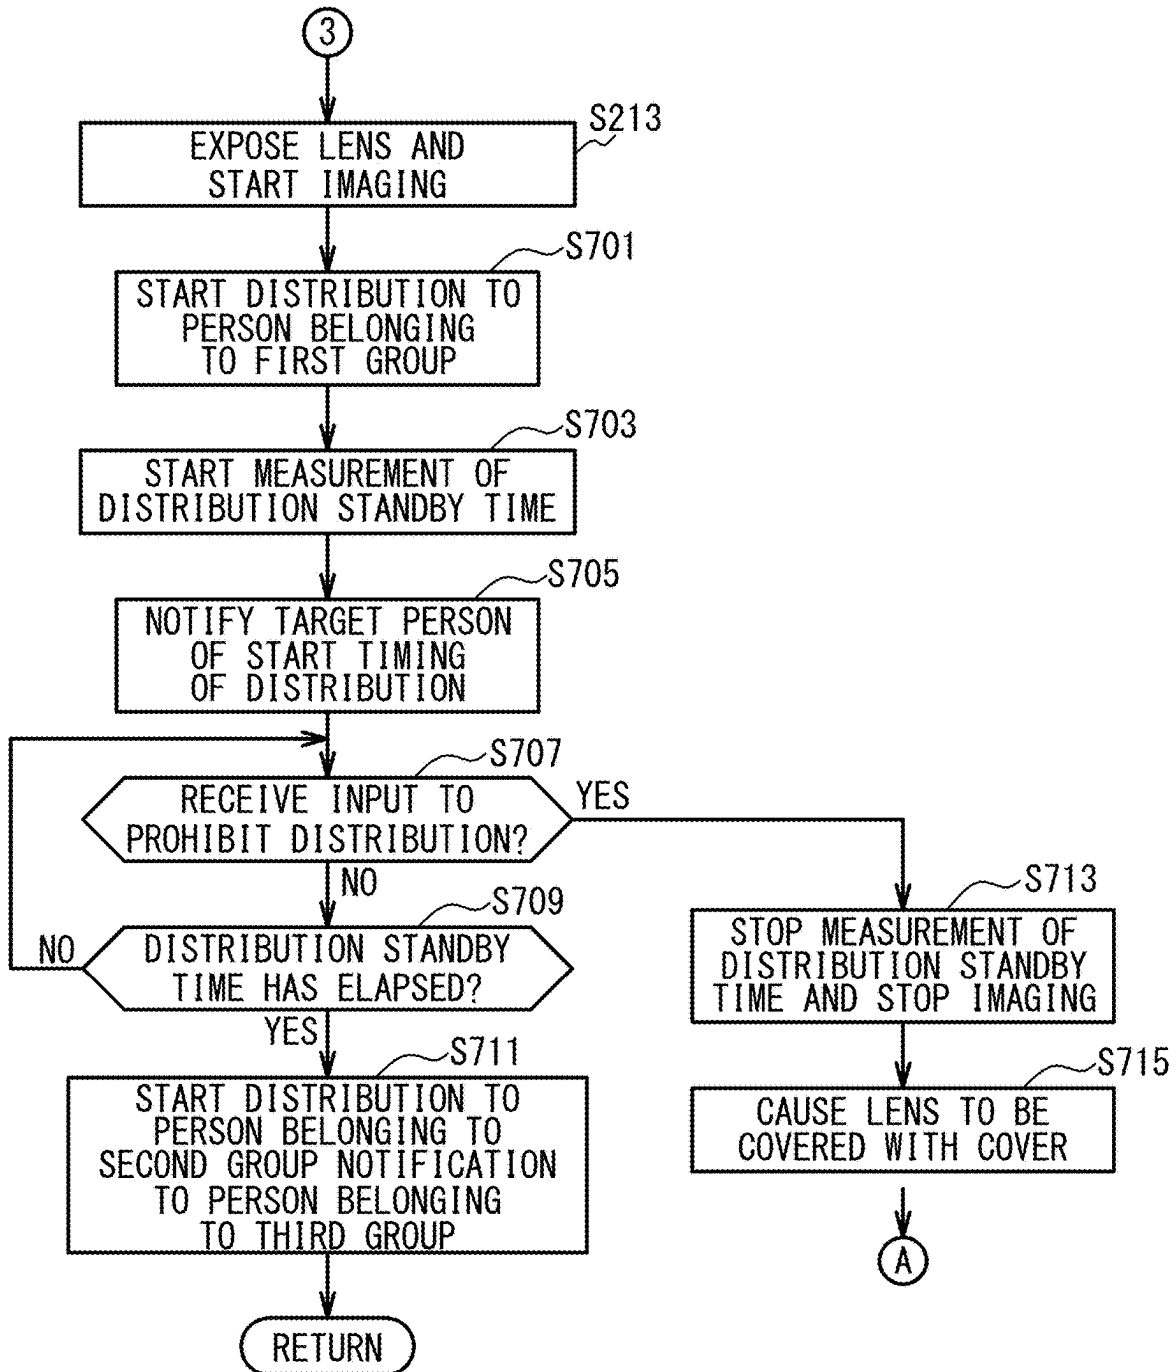 3
S213
EXPOSE LENS AND
START IMAGING
S701
START DISTRIBUTION TO
PERSON BELONGING
TO FIRST GROUP
S703
START MEASUREMENT OF
DISTRIBUTION STANDBY TIME
S705
NOTIFY TARGET PERSON
OF START TIMING
OF DISTRIBUTION
S707
RECEIVE INPUT TO
PROHIBIT DISTRIBUTION?
YES
NO
S709
DISTRIBUTION STANDBY
TIME HAS ELAPSED?
NO
YES
S711
START DISTRIBUTION TO
PERSON BELONGING TO
SECOND GROUP NOTIFICATION
TO PERSON BELONGING
TO THIRD GROUP
RETURN
S713
STOP MEASUREMENT OF
DISTRIBUTION STANDBY
TIME AND STOP IMAGING
S715
CAUSE LENS TO BE
COVERED WITH COVER
A